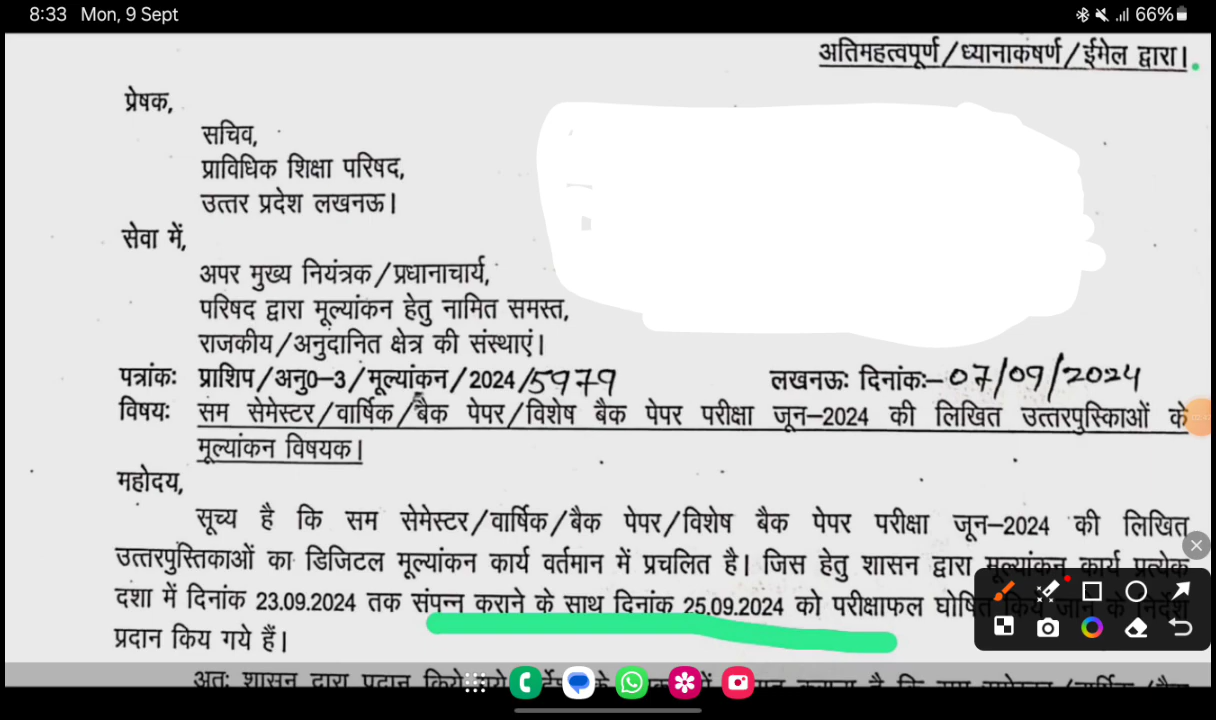 8:33 Mon, 9 Sept 66%
अतिमहत्वपूर्ण/ध्यानाकषर्ण/ईमेल द्वारा।
प्रेषक,
सचिव,
प्राविधिक शिक्षा परिषद,
उत्तर प्रदेश लखनऊ।
सेवा में,
अपर मुख्य नियंत्रक/प्रधानाचार्य,
परिषद द्वारा मूल्यांकन हेतु नामित समस्त,
राजकीय/अनुदानित क्षेत्र की संस्थाएं।
पत्रांकः प्राशिप/अनु0–3/मूल्यांकन/2024/5979 लखनऊः दिनांकः–07/09/2024
विषयः सम सेमेस्टर/वार्षिक/बैक पेपर/विशेष बैक पेपर परीक्षा जून–2024 की लिखित उत्तरपुस्किाओं के
मूल्यांकन विषयक।
महोदय,
सूच्य है कि सम सेमेस्टर/वार्षिक/बैक पेपर/विशेष बैक पेपर परीक्षा जून–2024 की लिखित
उत्तरपुस्तिकाओं का डिजिटल मूल्यांकन कार्य वर्तमान में प्रचलित है। जिस हेतु शासन द्वारा मूल्यांकन कार्य प्रत्येक
दशा में दिनांक 23.09.2024 तक संपन्न कराने के साथ दिनांक 25.09.2024 को परीक्षाफल घोषित किये जाने के निर्देश
प्रदान किय गये हैं।
अतः शासन द्वारा प्रदान किये